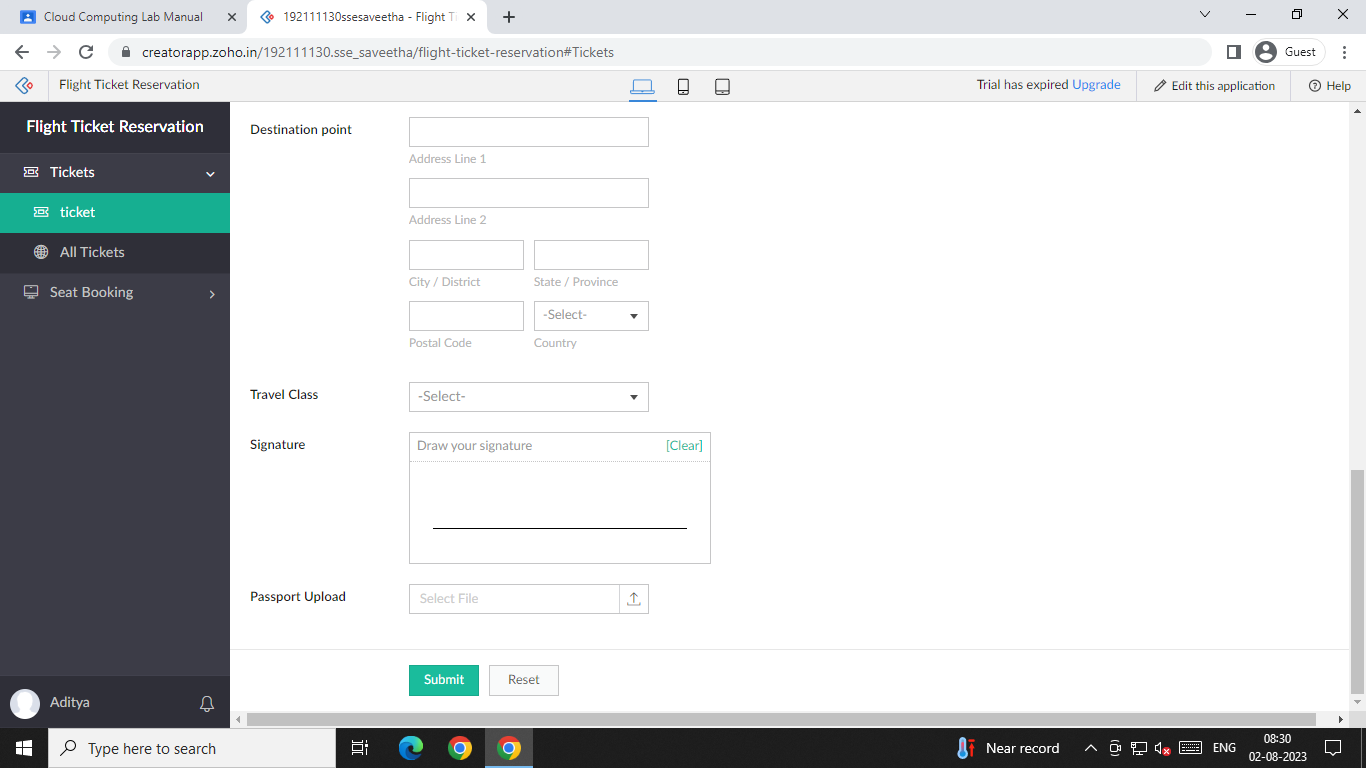 Cloud Computing Lab Manual
192111130ssesaveetha - Flight Ti
creatorapp.zoho.in/192111130.sse_saveetha/flight-ticket-reservation#Tickets
Guest
Flight Ticket Reservation
Trial has expired Upgrade
Edit this application
Help
Flight Ticket Reservation
Tickets
ticket
All Tickets
Seat Booking
Aditya
Destination point
Address Line 1
Address Line 2
City / District
State / Province
-Select-
Postal Code
Country
Travel Class
-Select-
Signature
Draw your signature
[Clear]
Passport Upload
Select File
Submit
Reset
Type here to search
Near record
ENG
08:30
02-08-2023